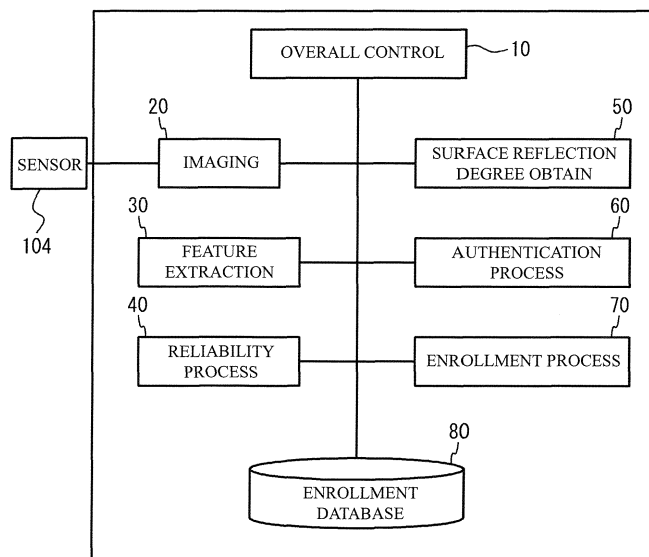 OVERALL CONTROL
10
20
50
SENSOR
IMAGING
SURFACE REFLECTION
DEGREE OBTAIN
104
30
60
FEATURE
EXTRACTION
AUTHENTICATION
PROCESS
40
70
RELIABILITY
PROCESS
ENROLLMENT PROCESS
80
ENROLLMENT
DATABASE